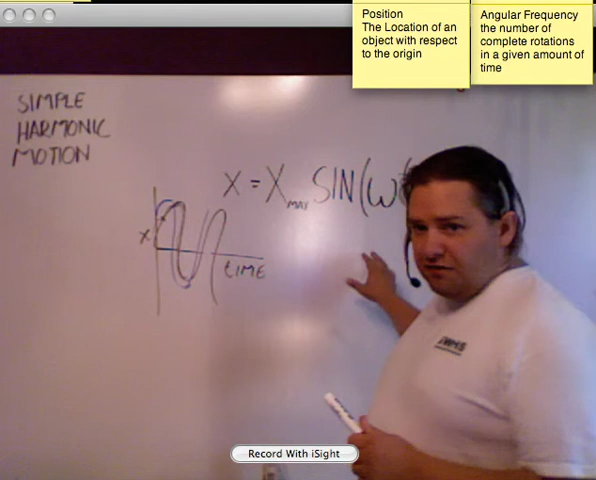 Position
The Location of an
object with respect
to the origin
Angular Frequency
the number of
complete rotations
in a given amount of
time
SIMPLE
HARMONIC
MOTION
X = X MAX SIN(ωt
X
TIME
Record With iSight